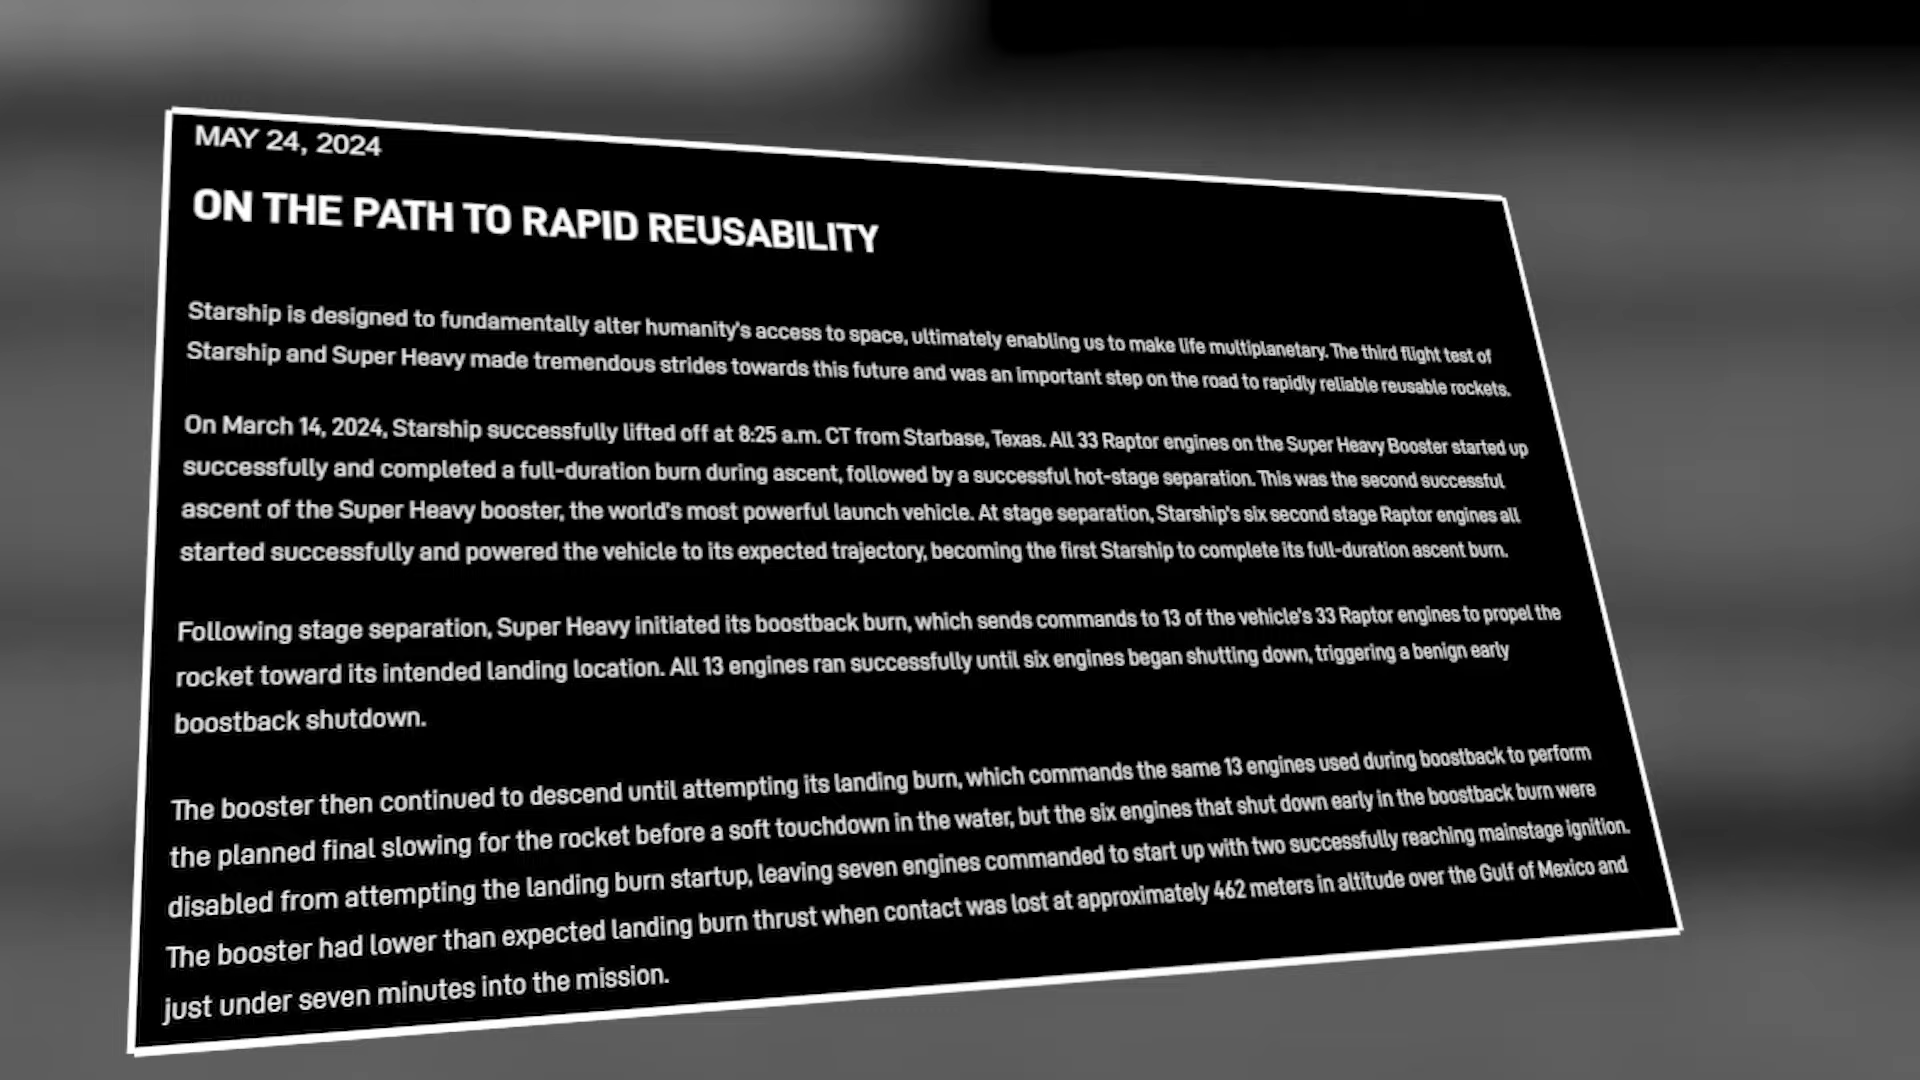 MAY 24, 2024
ON THE PATH TO RAPID REUSABILITY
Starship is designed to fundamentally alter humanity's access to space, ultimately enabling us to make life multiplanetary. The third flight test of
Starship and Super Heavy made tremendous strides towards this future and was an important step on the road to rapidly reliable reusable rockets.
On March 14, 2024, Starship successfully lifted off at 8:25 a.m. CT from Starbase, Texas. All 33 Raptor engines on the Super Heavy Booster started up
successfully and completed a full-duration burn during ascent, followed by a successful hot-stage separation. This was the second successful
ascent of the Super Heavy booster, the world's most powerful launch vehicle. At stage separation, Starship's six second stage Raptor engines all
started successfully and powered the vehicle to its expected trajectory, becoming the first Starship to complete its full-duration ascent burn.
Following stage separation, Super Heavy initiated its boostback burn, which sends commands to 13 of the vehicle's 33 Raptor engines to propel the
rocket toward its intended landing location. All 13 engines ran successfully until six engines began shutting down, triggering a benign early
boostback shutdown.
The booster then continued to descend until attempting its landing burn, which commands the same 13 engines used during boostback to perform
the planned final slowing for the rocket before a soft touchdown in the water, but the six engines that shut down early in the boostback burn were
disabled from attempting the landing burn startup, leaving seven engines commanded to start up with two successfully reaching mainstage ignition.
The booster had lower than expected landing burn thrust when contact was lost at approximately 462 meters in altitude over the Gulf of Mexico and
just under seven minutes into the mission.